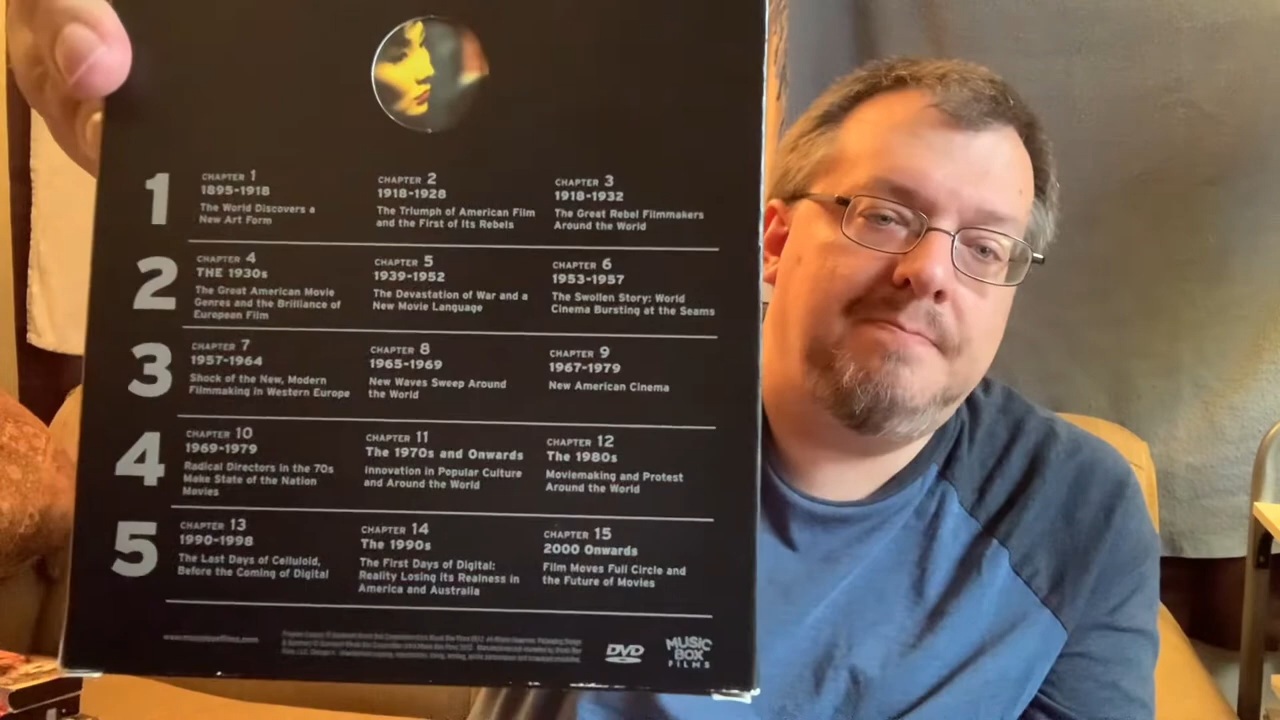 1
CHAPTER 1
1895-1918
The World Discovers a
New Art Form
CHAPTER 2
1918-1928
The Triumph of American Film
and the First of Its Rebels
CHAPTER 3
1918-1932
The Great Rebel Filmmakers
Around the World
2
CHAPTER 4
THE 1930s
The Great American Movie
Genres and the Brilliance of
European Film
CHAPTER 5
1939-1952
The Devastation of War and a
New Movie Language
CHAPTER 6
1953-1957
The Swollen Story: World
Cinema Bursting at the Seams
3
CHAPTER 7
1957-1964
Shock of the New, Modern
Filmmaking in Western Europe
CHAPTER 8
1965-1969
New Waves Sweep Around
the World
CHAPTER 9
1967-1979
New American Cinema
4
CHAPTER 10
1969-1979
Radical Directors in the 70s
Make State of the Nation
Movies
CHAPTER 11
The 1970s and Onwards
Innovation in Popular Culture
and Around the World
CHAPTER 12
The 1980s
Moviemaking and Protest
Around the World
5
CHAPTER 13
1990-1998
The Last Days of Celluloid,
Before the Coming of Digital
CHAPTER 14
The 1990s
The First Days of Digital:
Reality Losing its Realness in
America and Australia
CHAPTER 15
2000 Onwards
Film Moves Full Circle and
the Future of Movies
www.musicboxfilms.com
DVD
MUSIC
BOX
FILMS